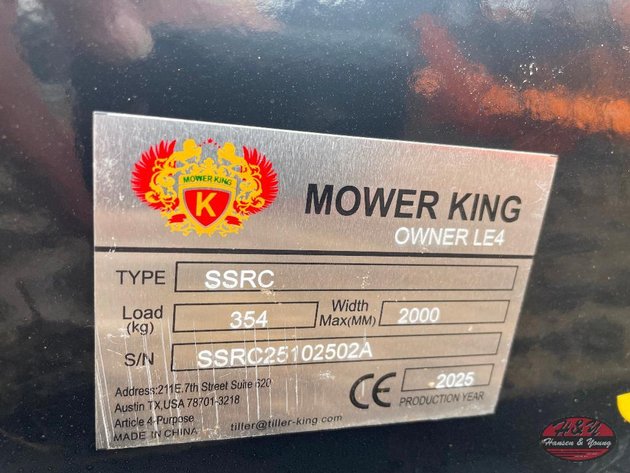 MOWER KING
K
MOWER KING
OWNER LE4
TYPE SSRC
Load (kg) 354 Width Max(MM) 2000
S/N SSRC25102502A
Address:211E,7th Street Suite 620
Austin TX,USA 78701-3218
Article 4-Purpose
MADE IN CHINA
tiller@tiller-king.com
CE 2025
PRODUCTION YEAR
H&Y
Hansen & Young